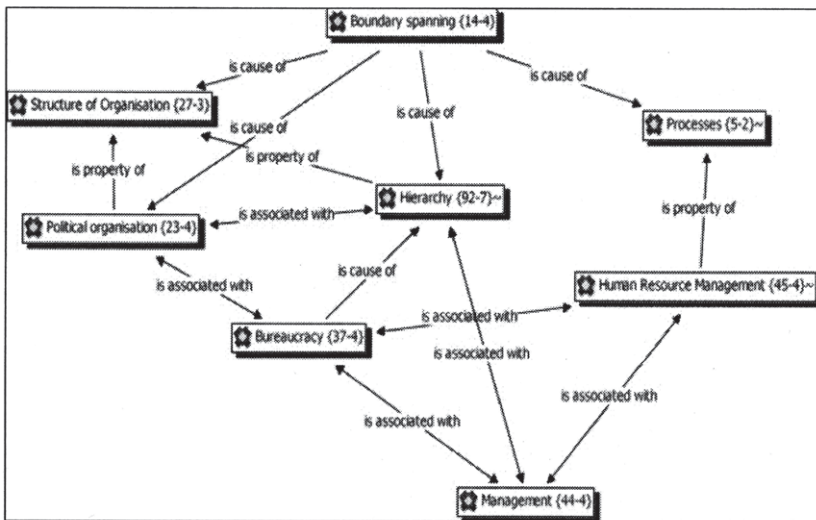 Boundary spanning {14-4}
is cause of
is cause of
Structure of Organisation {27-3}
is cause of
is cause of
Processes {5-2}~
is property of
is property of
Hierarchy {92-7}~
is associated with
is property of
Political organisation {23-4}
is cause of
is associated with
Human Resource Management {45-4}~
is associated with
Bureaucracy {37-4}
is associated with
is associated with
is associated with
Management {44-4}